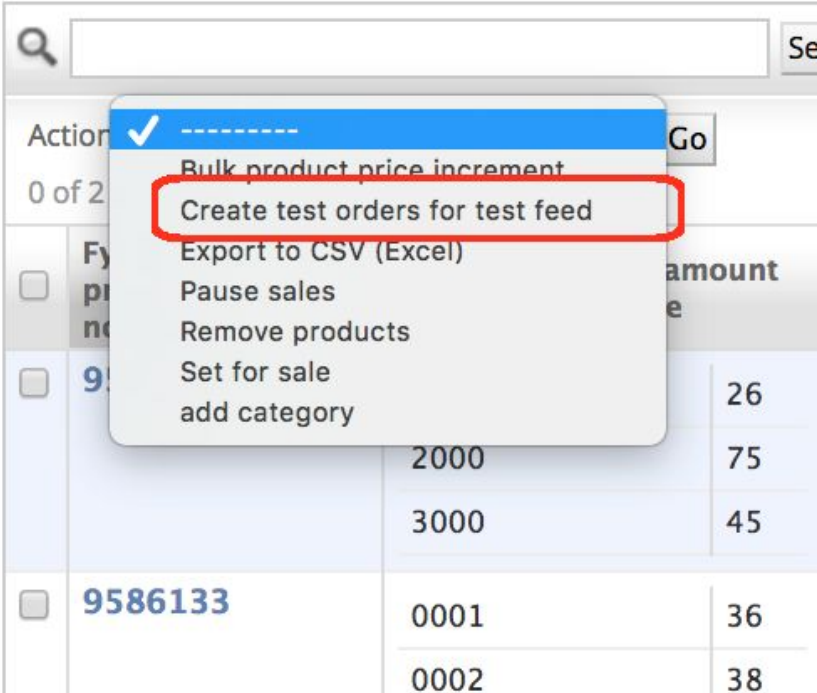 Se
Action
---------
Go
Bulk product price increment
0 of 2
Create test orders for test feed
Export to CSV (Excel)
amount
Pause sales
Remove products
Set for sale
26
add category
2000 75
3000 45
9586133
0001 36
0002 38